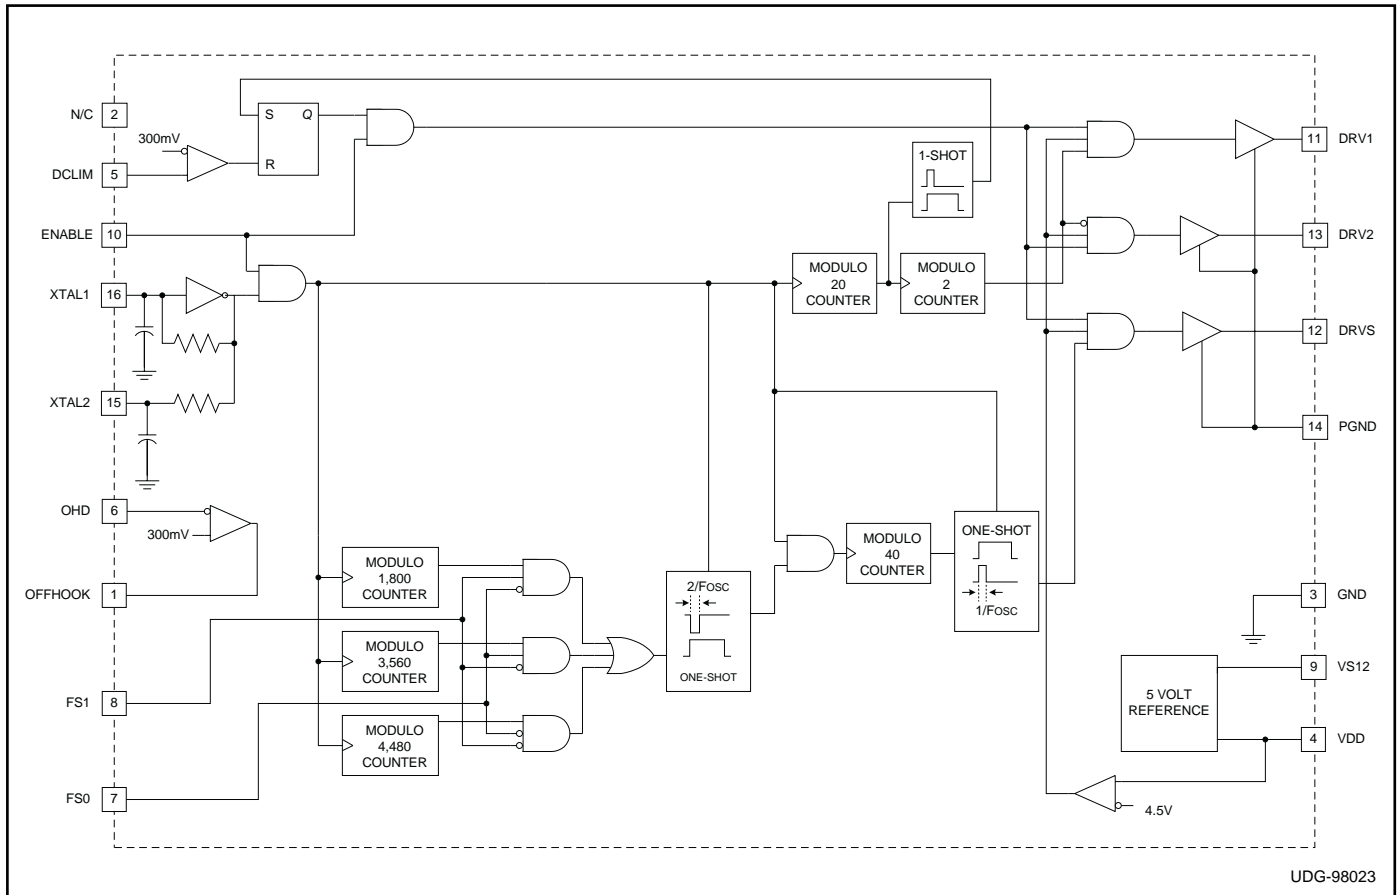 N/C
2
300mV
DCLIM
5
S
Q
R
1-SHOT
11
DRV1
ENABLE
10
13
DRV2
XTAL1
16
MODULO
20
COUNTER
MODULO
2
COUNTER
12
DRVS
XTAL2
15
14
PGND
OHD
6
300mV
OFFHOOK
1
MODULO
1,800
COUNTER
MODULO
3,560
COUNTER
MODULO
4,480
COUNTER
2/FOSC
ONE-SHOT
MODULO
40
COUNTER
ONE-SHOT
1/FOSC
3
GND
FS1
8
FS0
7
5 VOLT
REFERENCE
9
VS12
4
VDD
4.5V
UDG-98023